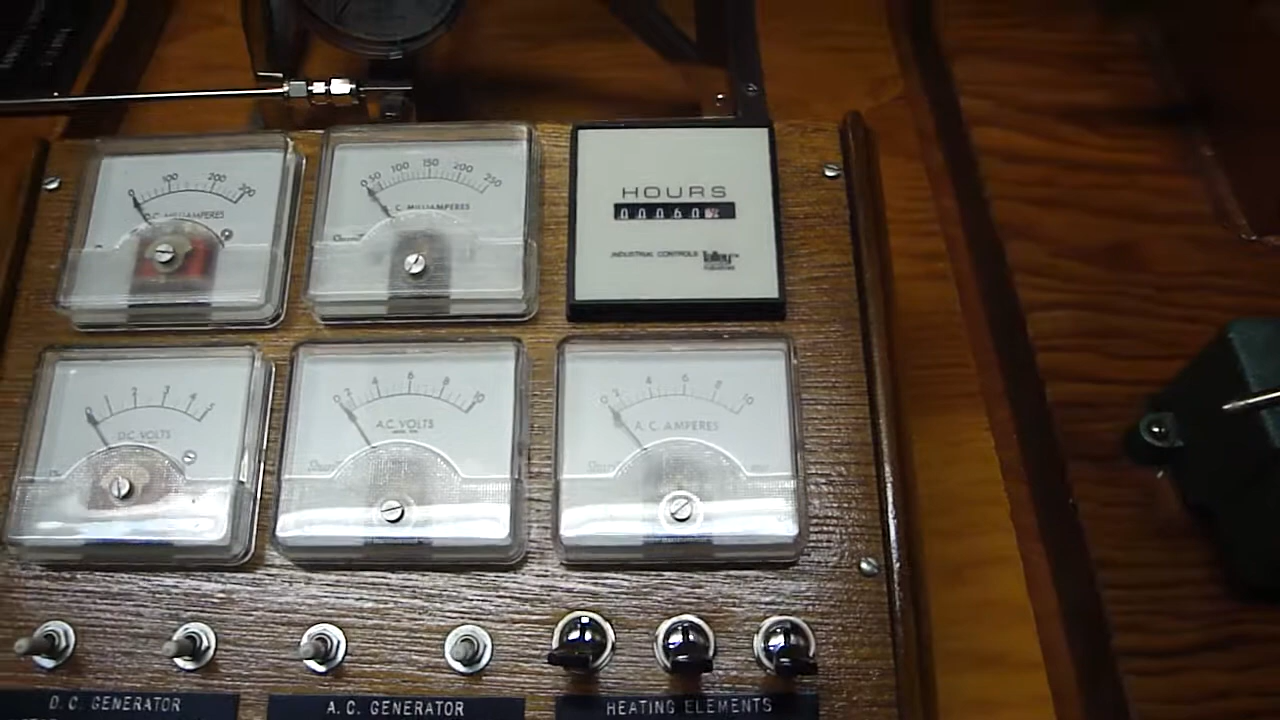 0 100 200 300
D.C. MILLIAMPERES
0 50 100 150 200 250
A.C. MILLIAMPERES
HOURS
00060
INDUSTRIAL CONTROLS
0 1 2 3 4 5
D.C. VOLTS
0 2 4 6 8 10
A.C. VOLTS
0 2 4 6 8 10
A.C. AMPERES
D.C. GENERATOR
A.C. GENERATOR
HEATING ELEMENTS